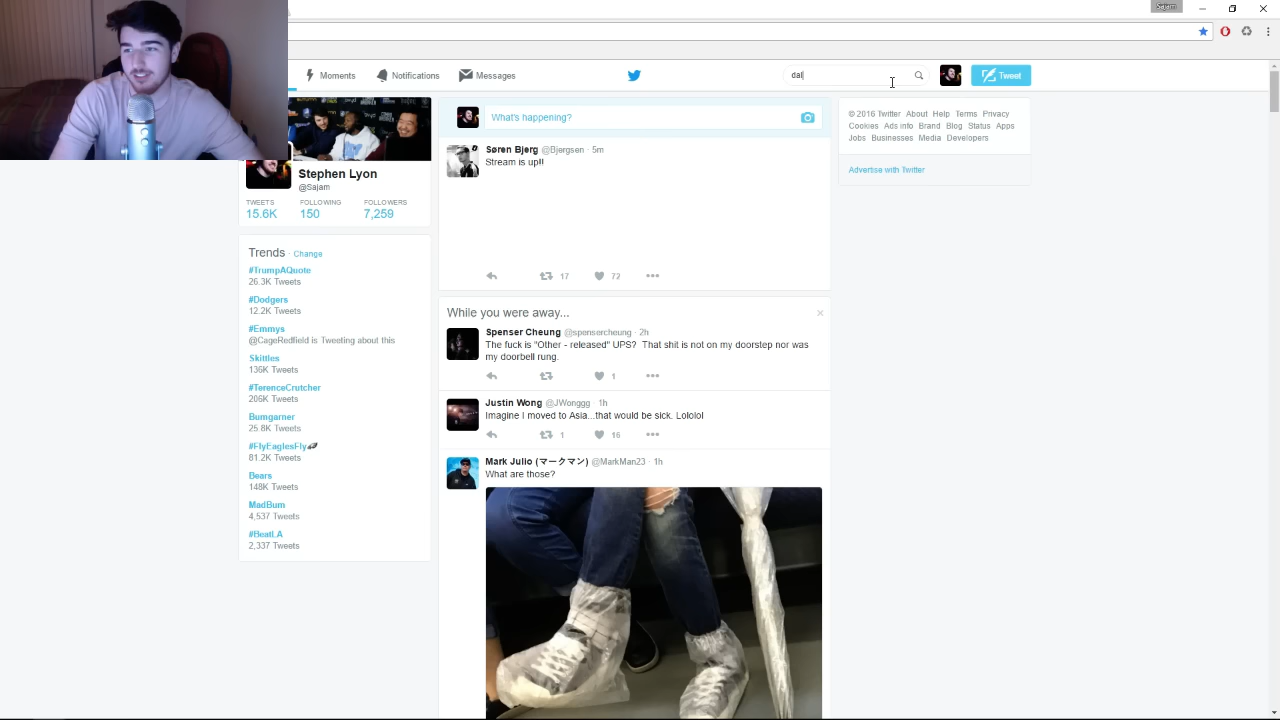 Sajam
Moments Notifications Messages
dal
Tweet
What's happening?
Stephen Lyon
@Sajam
TWEETS FOLLOWING FOLLOWERS
15.6K 150 7,259
Trends · Change
#TrumpAQuote
26.3K Tweets
#Dodgers
12.2K Tweets
#Emmys
@CageRedfield is Tweeting about this
Skittles
136K Tweets
#TerenceCrutcher
206K Tweets
Bumgarner
25.8K Tweets
#FlyEaglesFly
81.2K Tweets
Bears
148K Tweets
MadBum
4,537 Tweets
#BeatLA
2,337 Tweets
Søren Bjerg @Bjergsen · 5m
Stream is up!!
17 72
While you were away...
Spenser Cheung @spensercheung · 2h
The fuck is "Other - released" UPS? That shit is not on my doorstep nor was
my doorbell rung.
1
Justin Wong @JWonggg · 1h
Imagine I moved to Asia...that would be sick. Lololol
1 16
Mark Julio (マークマン) @MarkMan23 · 1h
What are those?
© 2016 Twitter About Help Terms Privacy
Cookies Ads info Brand Blog Status Apps
Jobs Businesses Media Developers
Advertise with Twitter